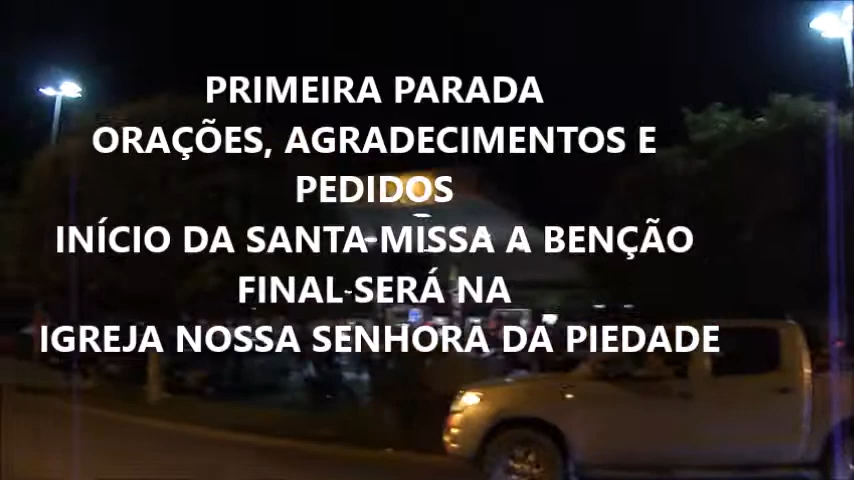 PRIMEIRA PARADA
ORAÇÕES, AGRADECIMENTOS E
PEDIDOS
INÍCIO DA SANTA MISSA A BENÇÃO
FINAL SERÁ NA
IGREJA NOSSA SENHORA DA PIEDADE